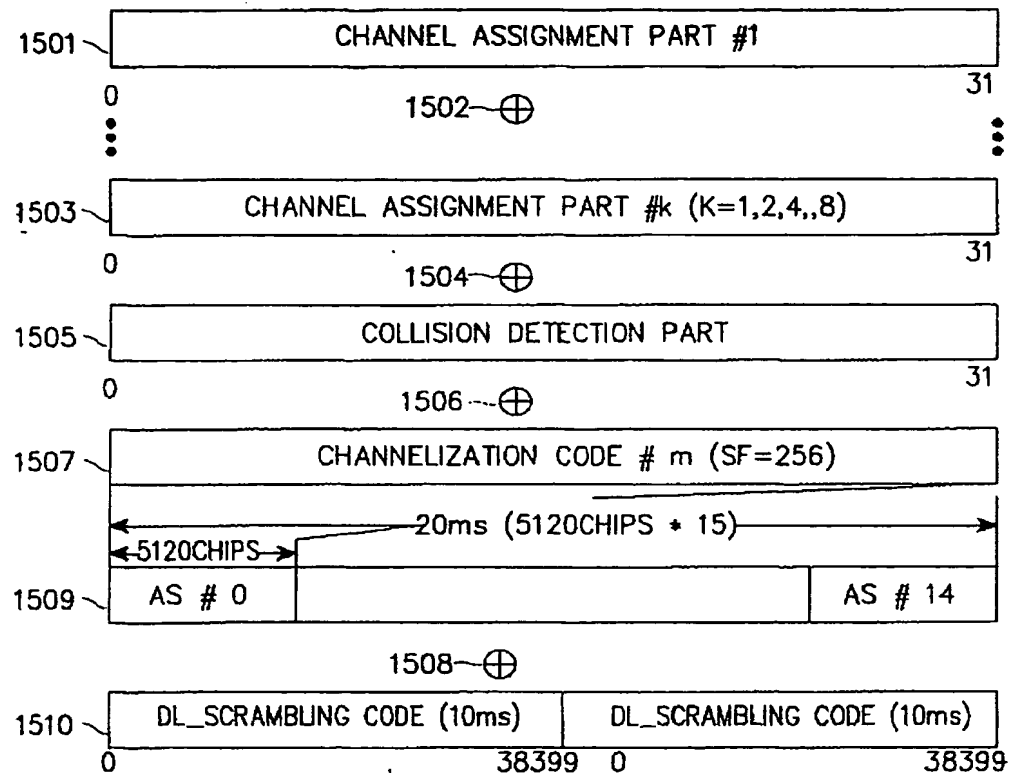 1501 CHANNEL ASSIGNMENT PART #1
0 31
1502
1503 CHANNEL ASSIGNMENT PART #k (K=1,2,4,,8)
0 31
1504
1505 COLLISION DETECTION PART
0 31
1506
1507 CHANNELIZATION CODE # m (SF=256)
20ms (5120CHIPS * 15)
5120CHIPS
1509 AS # 0 AS # 14
1508
1510 DL_SCRAMBLING CODE (10ms) DL_SCRAMBLING CODE (10ms)
0 38399 0 38399